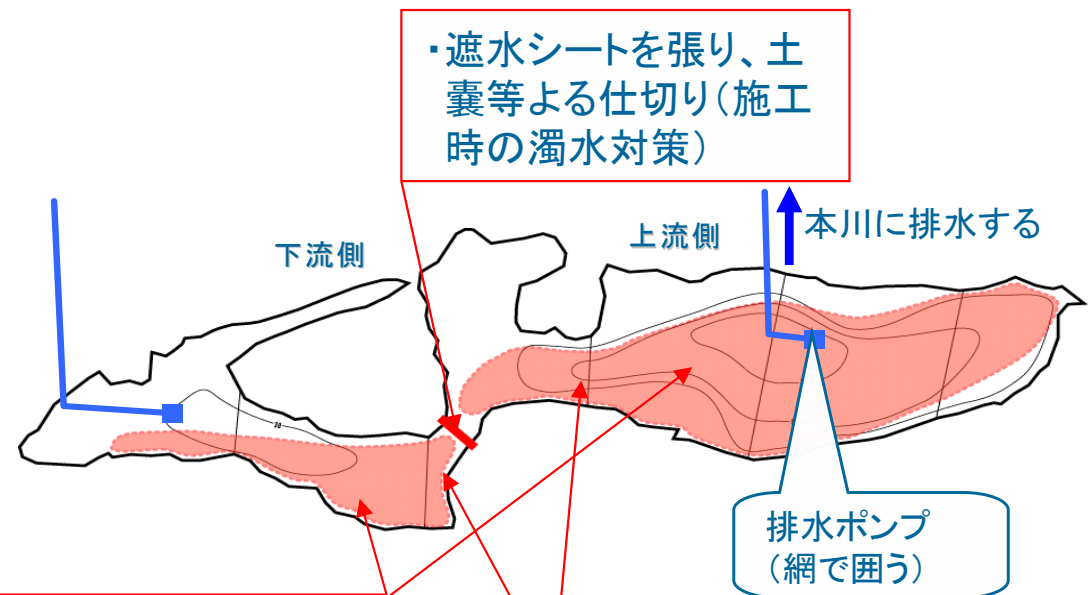 ・遮水シートを張り、土
嚢等よる仕切り(施工
時の濁水対策)
本川に排水する
上流側
下流側
排水ポンプ
(網で囲う)